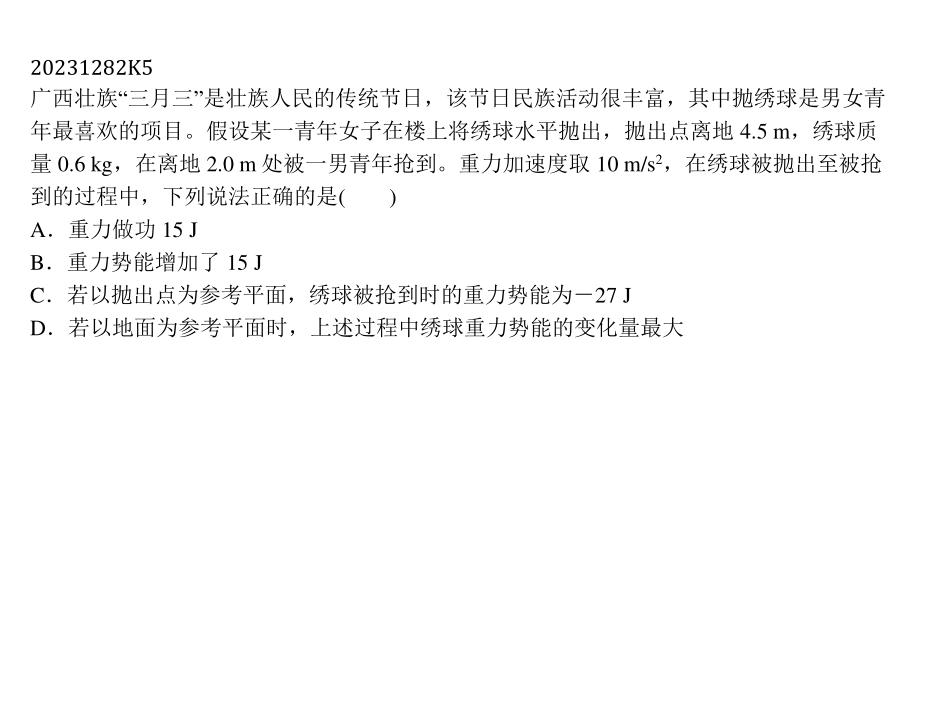 20231282K5
广西壮族“三月三”是壮族人民的传统节日，该节日民族活动很丰富，其中抛绣球是男女青
年最喜欢的项目。假设某一青年女子在楼上将绣球水平抛出，抛出点离地 4.5 m，绣球质
量 0.6 kg，在离地 2.0 m 处被一男青年抢到。重力加速度取 10 m/s²，在绣球被抛出至被抢
到的过程中，下列说法正确的是(　　)
A．重力做功 15 J
B．重力势能增加了 15 J
C．若以抛出点为参考平面，绣球被抢到时的重力势能为－27 J
D．若以地面为参考平面时，上述过程中绣球重力势能的变化量最大